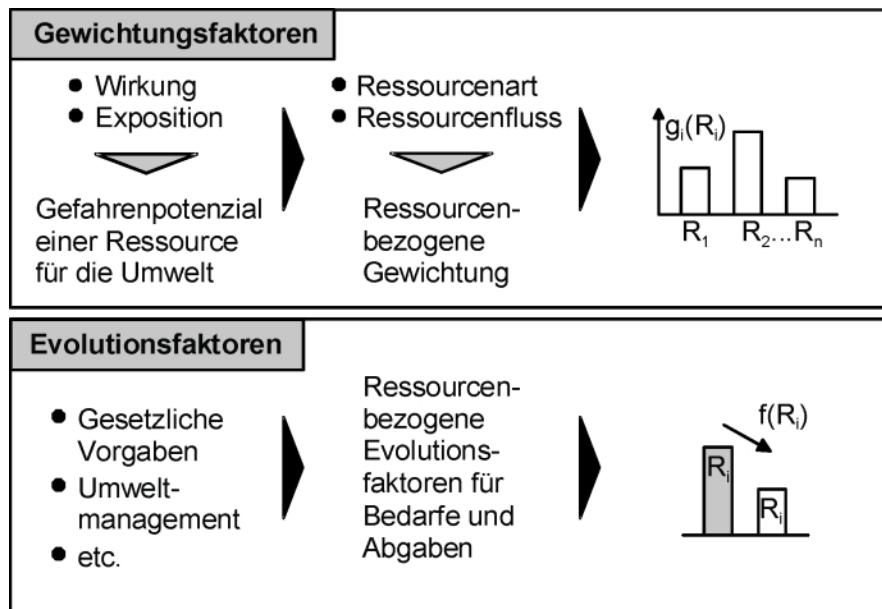 Gewichtungsfaktoren
● Wirkung
● Exposition
Gefahrenpotenzial
einer Ressource
für die Umwelt
● Ressourcenart
● Ressourcenfluss
Ressourcen-
bezogene
Gewichtung
gᵢ(Rᵢ)
R₁ R₂...Rₙ
Evolutionsfaktoren
● Gesetzliche
Vorgaben
● Umwelt-
management
● etc.
Ressourcen-
bezogene
Evolutions-
faktoren für
Bedarfe und
Abgaben
f(Rᵢ)
Rᵢ
Rᵢ